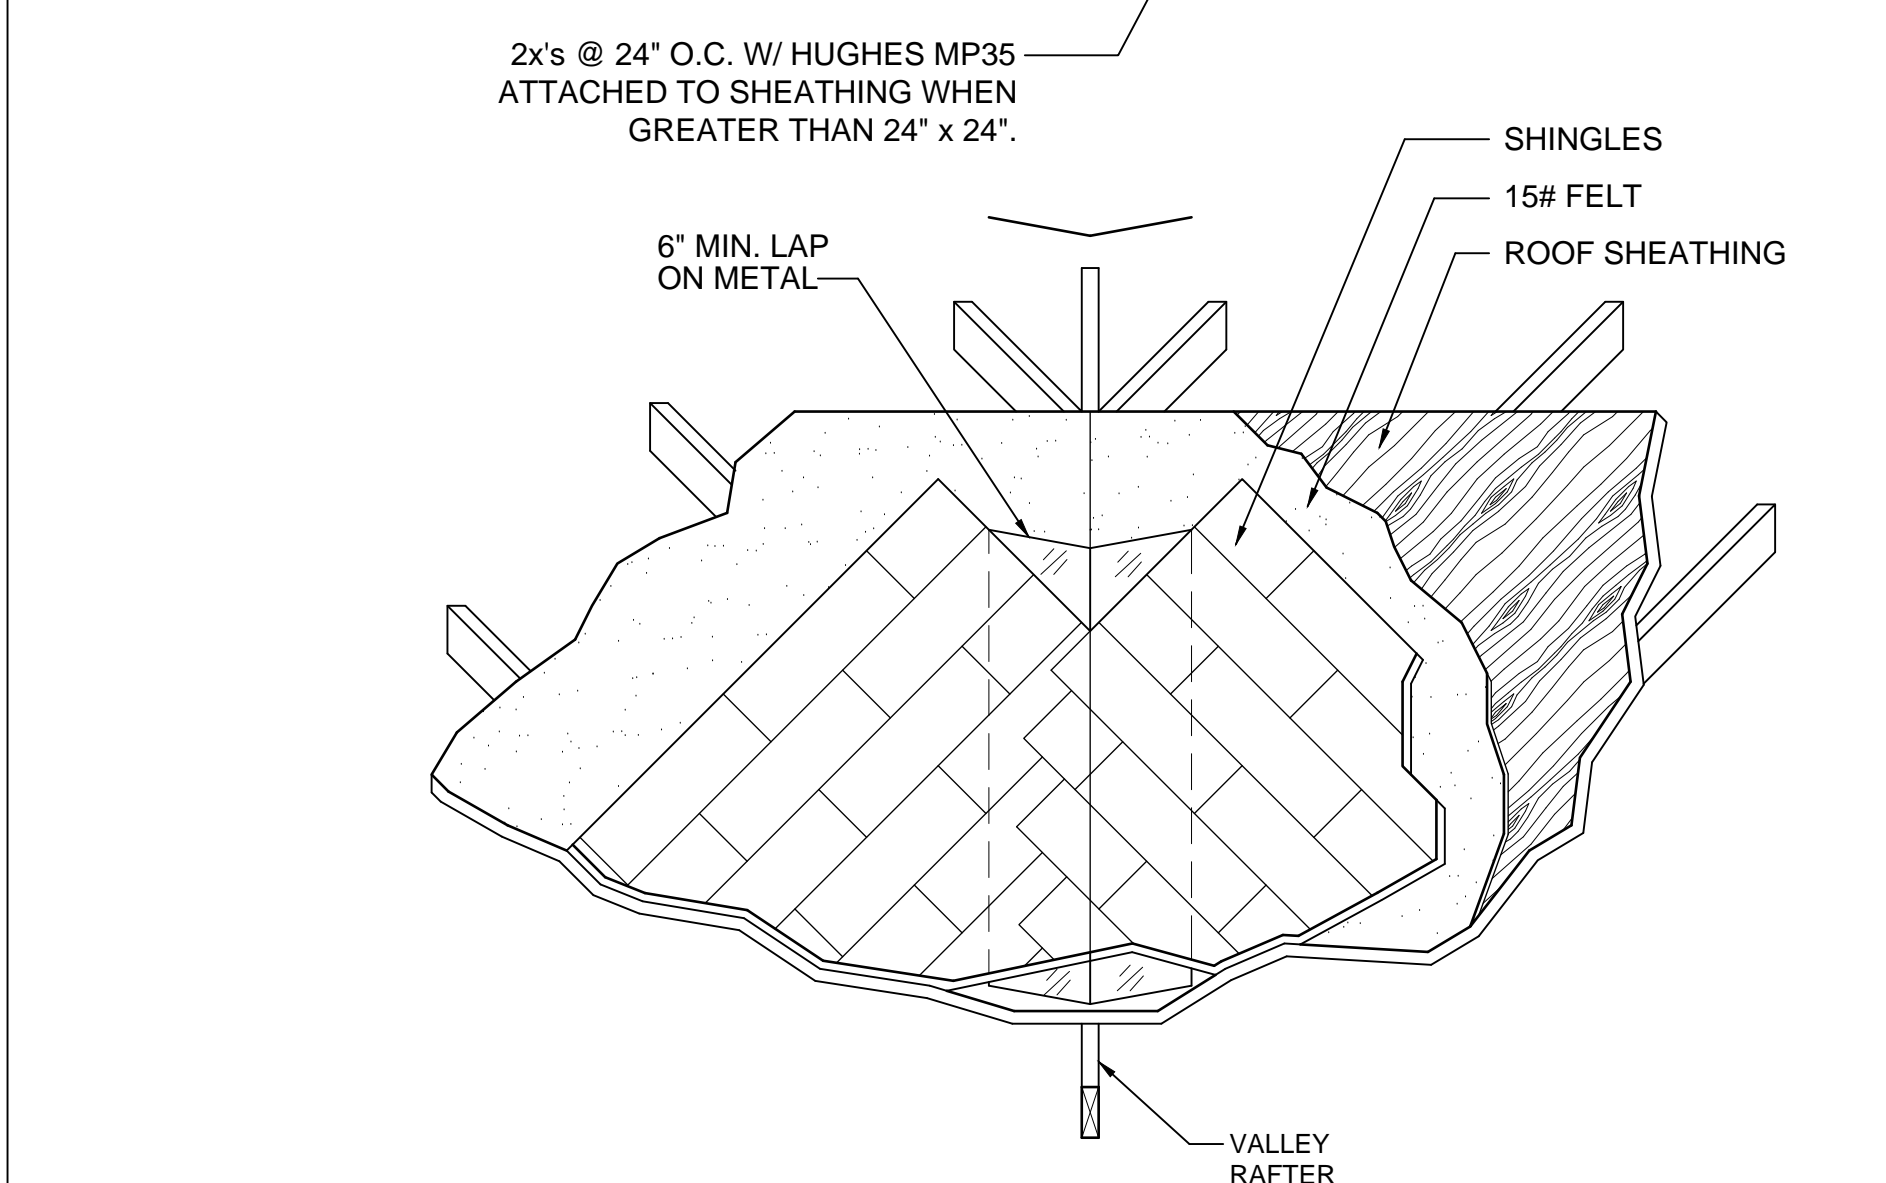 2x's @ 24" O.C. W/ HUGHES MP35
ATTACHED TO SHEATHING WHEN
GREATER THAN 24" x 24".
SHINGLES
15# FELT
ROOF SHEATHING
6" MIN. LAP
ON METAL
VALLEY
RAFTER